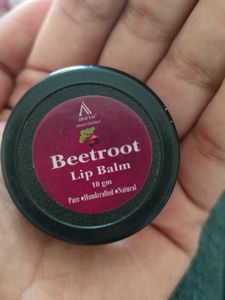 Beetroot
Lip Balm
10 gm
Pure ♦Handcrafted ♦Natural